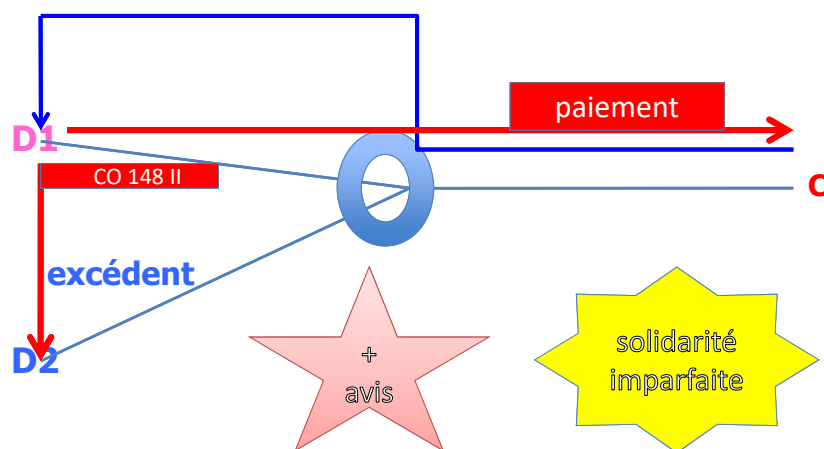 paiement
D1
CO 148 II
C
excédent
D2
+
avis
solidarité
imparfaite